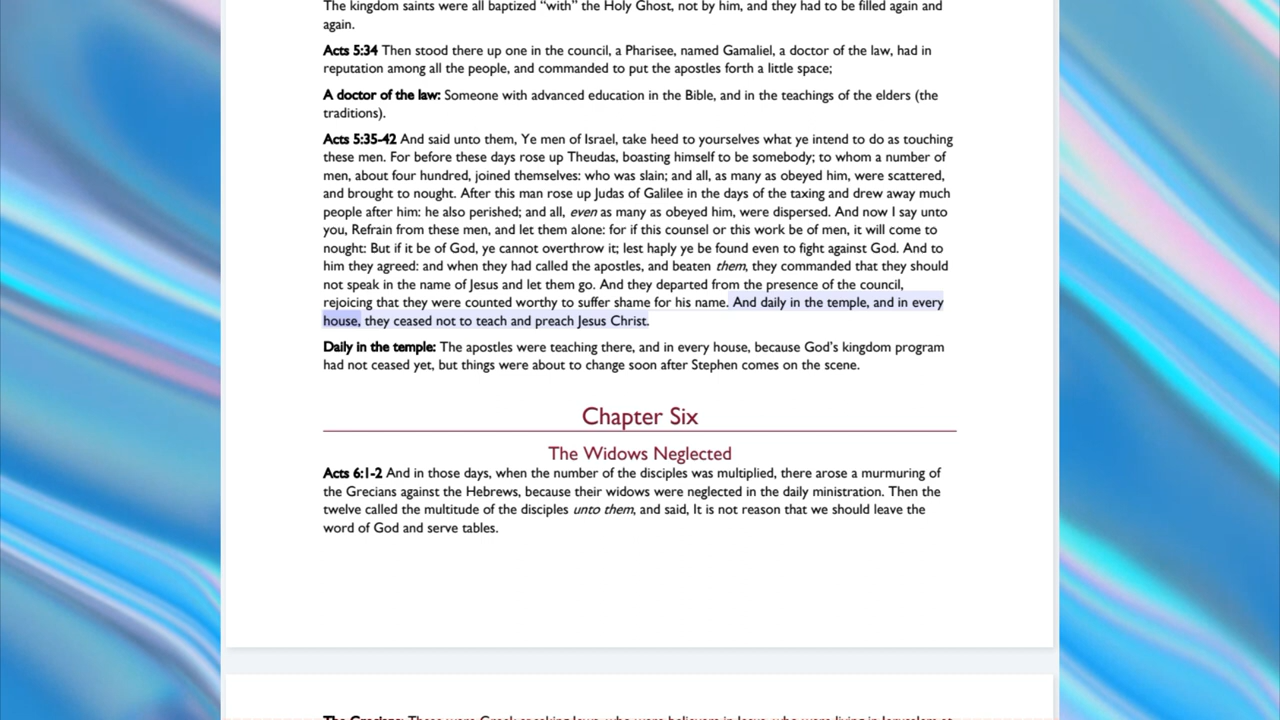 The kingdom saints were all baptized “with” the Holy Ghost, not by him, and they had to be filled again and
again.
Acts 5:34 Then stood there up one in the council, a Pharisee, named Gamaliel, a doctor of the law, had in
reputation among all the people, and commanded to put the apostles forth a little space;
A doctor of the law: Someone with advanced education in the Bible, and in the teachings of the elders (the
traditions).
Acts 5:35-42 And said unto them, Ye men of Israel, take heed to yourselves what ye intend to do as touching
these men. For before these days rose up Theudas, boasting himself to be somebody; to whom a number of
men, about four hundred, joined themselves: who was slain; and all, as many as obeyed him, were scattered,
and brought to nought. After this man rose up Judas of Galilee in the days of the taxing and drew away much
people after him: he also perished; and all, even as many as obeyed him, were dispersed. And now I say unto
you, Refrain from these men, and let them alone: for if this counsel or this work be of men, it will come to
nought: But if it be of God, ye cannot overthrow it; lest haply ye be found even to fight against God. And to
him they agreed: and when they had called the apostles, and beaten them, they commanded that they should
not speak in the name of Jesus and let them go. And they departed from the presence of the council,
rejoicing that they were counted worthy to suffer shame for his name. And daily in the temple, and in every
house, they ceased not to teach and preach Jesus Christ.
Daily in the temple: The apostles were teaching there, and in every house, because God’s kingdom program
had not ceased yet, but things were about to change soon after Stephen comes on the scene.
Chapter Six
The Widows Neglected
Acts 6:1-2 And in those days, when the number of the disciples was multiplied, there arose a murmuring of
the Grecians against the Hebrews, because their widows were neglected in the daily ministration. Then the
twelve called the multitude of the disciples unto them, and said, It is not reason that we should leave the
word of God and serve tables.